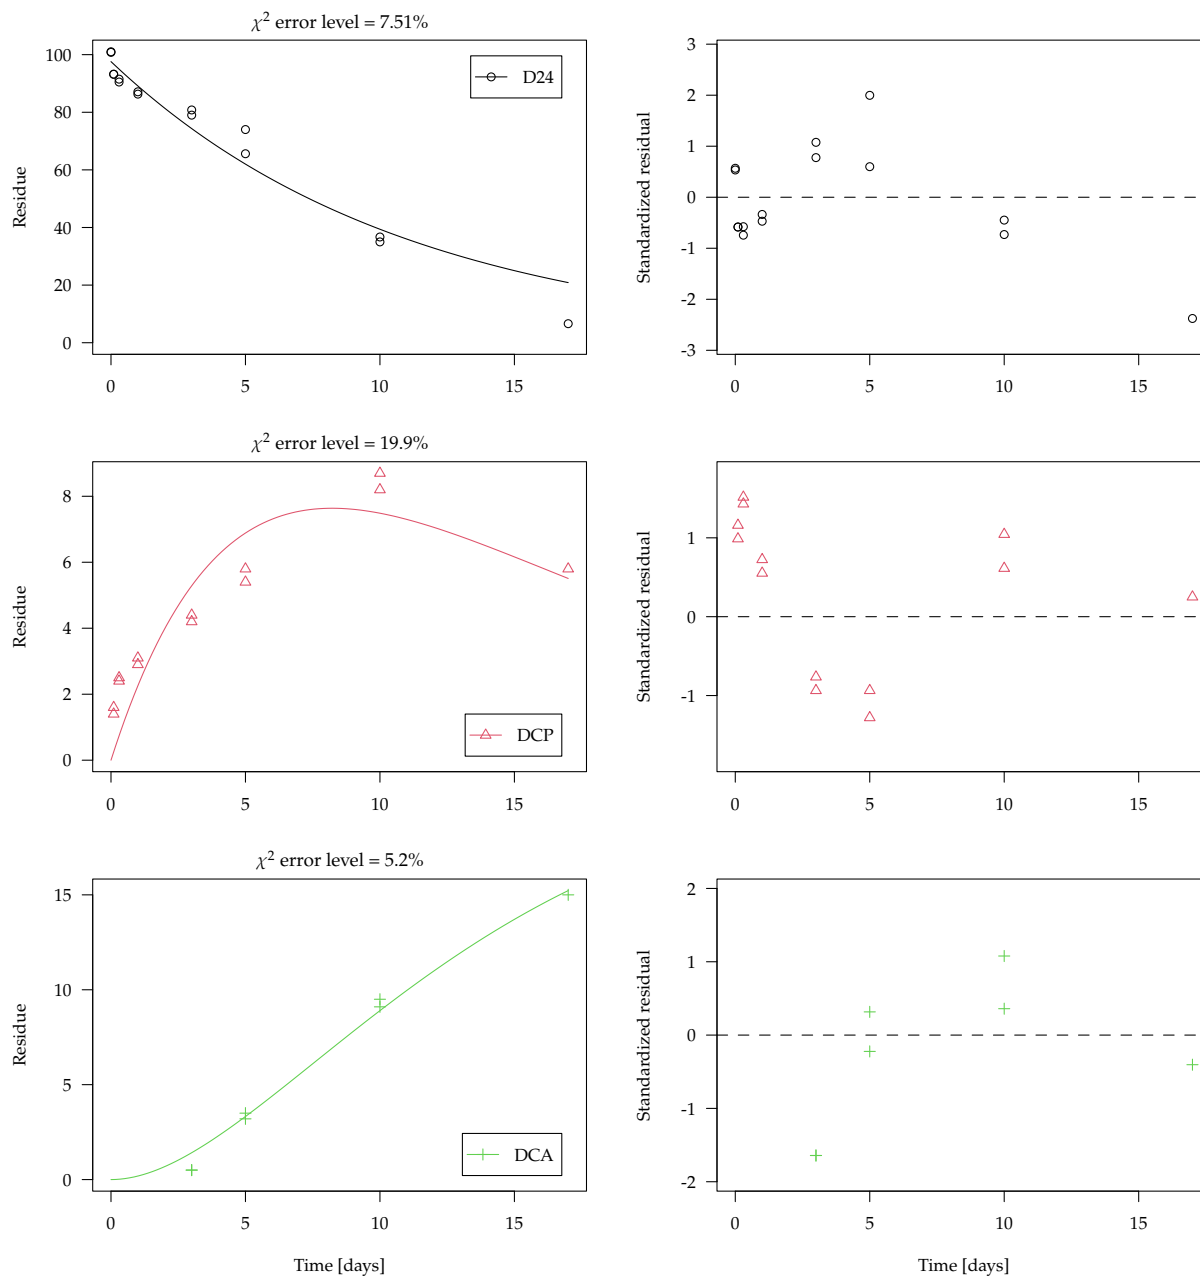 χ² error level = 7.51%
Residue
100
80
60
40
20
0
D24
0 5 10 15
Standardized residual
3
2
1
0
-1
-2
-3
0 5 10 15
χ² error level = 19.9%
Residue
8
6
4
2
0
DCP
0 5 10 15
Standardized residual
1
0
-1
0 5 10 15
χ² error level = 5.2%
Residue
15
10
5
0
DCA
0 5 10 15
Time [days]
Standardized residual
2
1
0
-1
-2
0 5 10 15
Time [days]